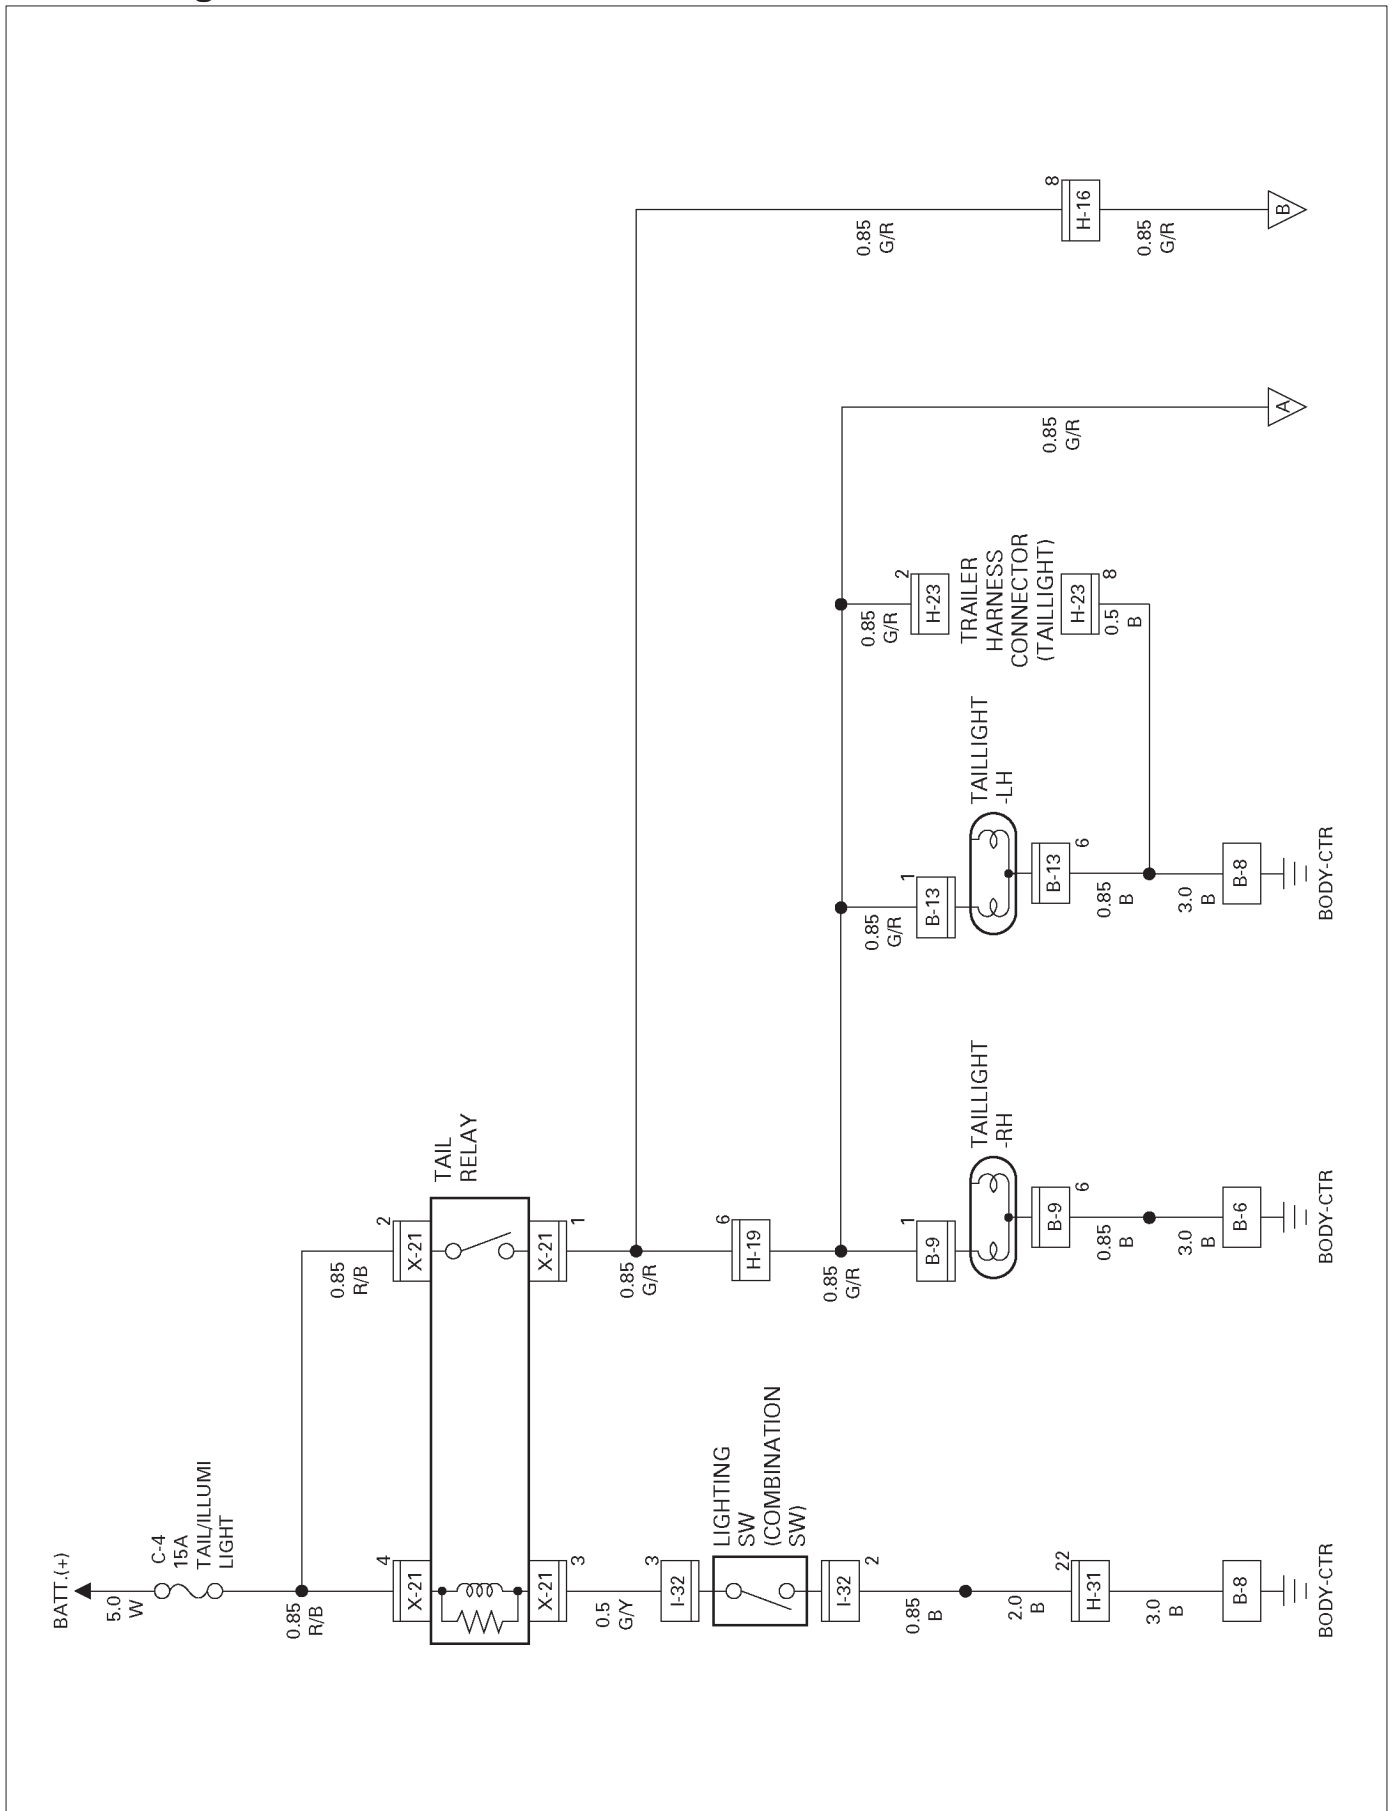 BATT.(+)
5.0
W
C-4
15A
TAIL/ILLUMI
LIGHT
0.85
R/B
0.85
R/B
4
X-21
2
X-21
TAIL
RELAY
X-21
3
X-21
1
0.5
G/Y
0.85
G/R
3
I-32
LIGHTING
SW
(COMBINATION
SW)
I-32
2
0.85
B
2.0
B
22
H-31
3.0
B
B-8
BODY-CTR
6
H-19
0.85
G/R
1
B-9
TAILLIGHT
-RH
B-9
6
0.85
B
3.0
B
B-6
BODY-CTR
0.85
G/R
1
B-13
TAILLIGHT
-LH
B-13
6
0.85
B
3.0
B
B-8
BODY-CTR
0.85
G/R
2
H-23
TRAILER
HARNESS
CONNECTOR
(TAILLIGHT)
H-23
8
0.5
B
0.85
G/R
A
0.85
G/R
8
H-16
0.85
G/R
B